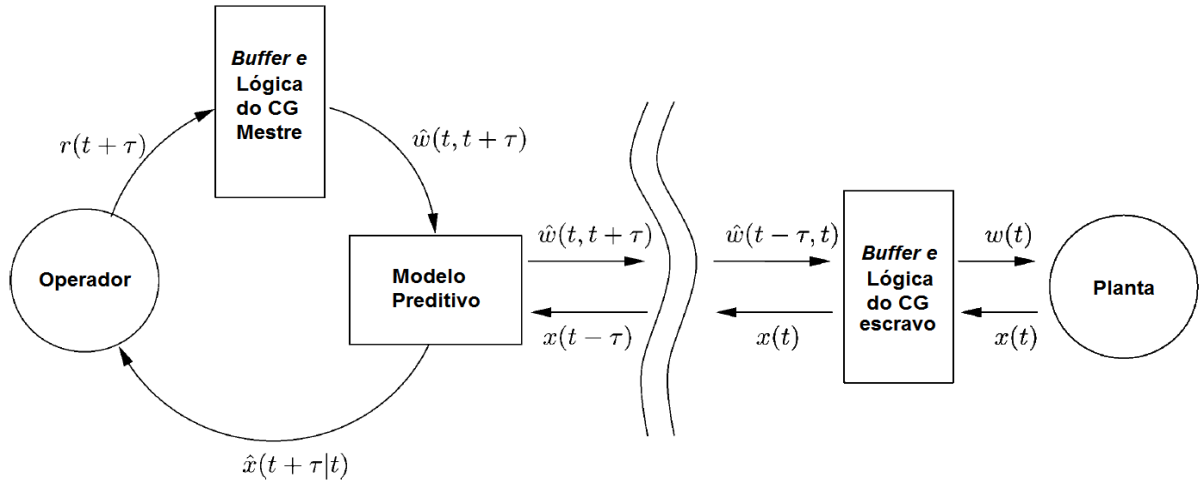 Buffer e
Lógica
do CG
Mestre
r(t + τ)
ŵ(t, t + τ)
Operador
Modelo
Preditivo
x̂(t + τ|t)
ŵ(t, t + τ)
x(t − τ)
ŵ(t − τ, t)
x(t)
Buffer e
Lógica
do CG
escravo
w(t)
x(t)
Planta